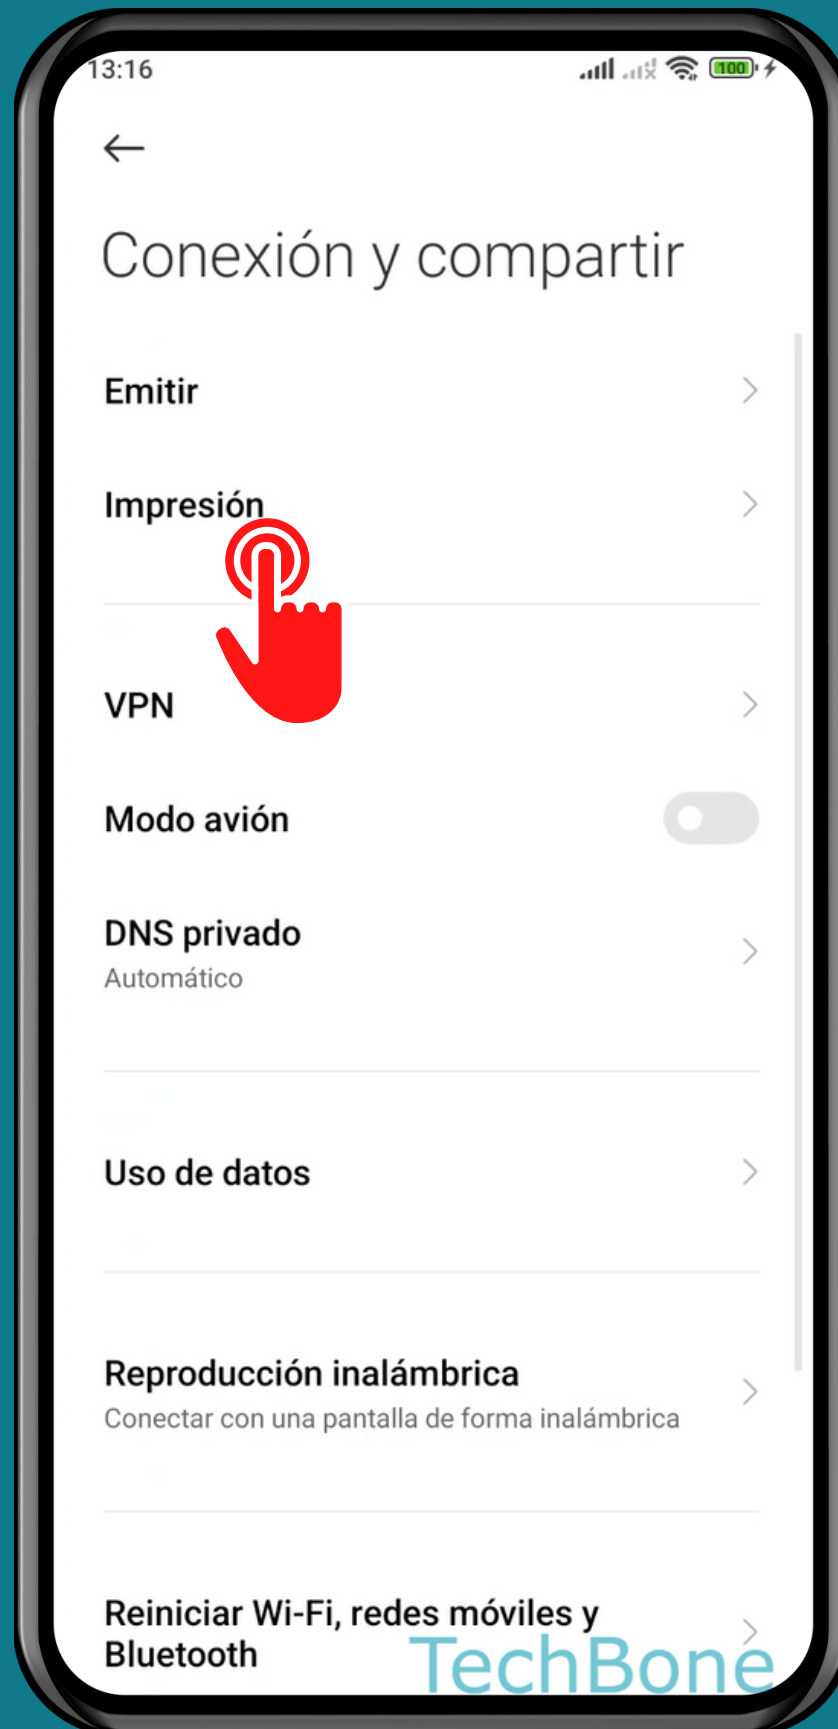 13:16
100
Conexión y compartir
Emitir
Impresión
VPN
Modo avión
DNS privado
Automático
Uso de datos
Reproducción inalámbrica
Conectar con una pantalla de forma inalámbrica
Reiniciar Wi-Fi, redes móviles y
Bluetooth
TechBone